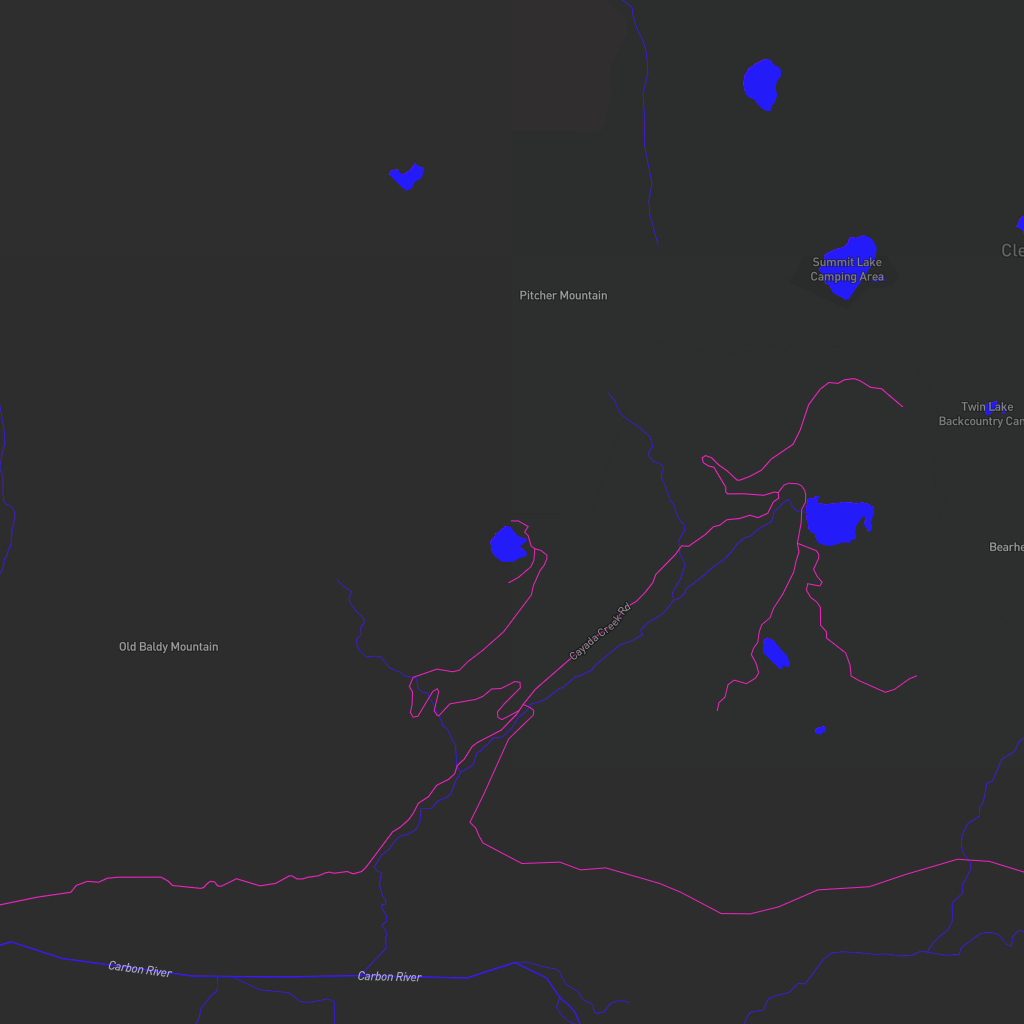 Cle
Summit Lake
Camping Area
Pitcher Mountain
Twin Lake
Backcountry Can
Bearhe
Cayada Creek Rd
Old Baldy Mountain
Carbon River
Carbon River